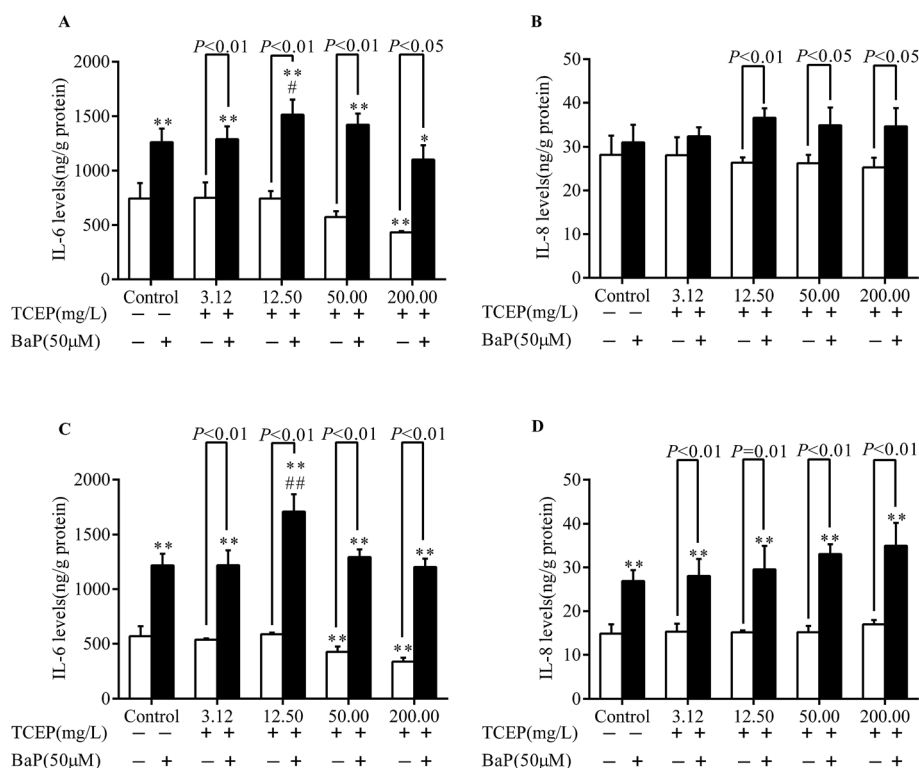 A
P<0.01 P<0.01 P<0.01 P<0.05
IL-6 levels(ng/g protein)
2000
1500
1000
500
0
** ** ** # ** ** *
Control 3.12 12.50 50.00 200.00
TCEP(mg/L) – – + + + + + + + +
BaP(50μM) – + – + – + – + – +
B
P<0.01 P<0.05 P<0.05
IL-8 levels(ng/g protein)
50
40
30
20
10
0
Control 3.12 12.50 50.00 200.00
TCEP(mg/L) – – + + + + + + + +
BaP(50μM) – + – + – + – + – +
C
P<0.01 P<0.01 P<0.01 P<0.01
IL-6 levels(ng/g protein)
2000
1500
1000
500
0
** ** ** ## ** ** ** **
Control 3.12 12.50 50.00 200.00
TCEP(mg/L) – – + + + + + + + +
BaP(50μM) – + – + – + – + – +
D
P<0.01 P=0.01 P<0.01 P<0.01
IL-8 levels(ng/g protein)
50
40
30
20
10
0
** ** ** ** **
Control 3.12 12.50 50.00 200.00
TCEP(mg/L) – – + + + + + + + +
BaP(50μM) – + – + – + – + – +